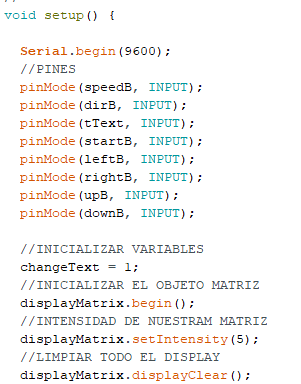 void setup() {
Serial.begin(9600);
//PINES
pinMode(speedB, INPUT);
pinMode(dirB, INPUT);
pinMode(tText, INPUT);
pinMode(startB, INPUT);
pinMode(leftB, INPUT);
pinMode(rightB, INPUT);
pinMode(upB, INPUT);
pinMode(downB, INPUT);
//INICIALIZAR VARIABLES
changeText = 1;
//INICIALIZAR EL OBJETO MATRIZ
displayMatrix.begin();
//INTENSIDAD DE NUESTRAM MATRIZ
displayMatrix.setIntensity(5);
//LIMPIAR TODO EL DISPLAY
displayMatrix.displayClear();